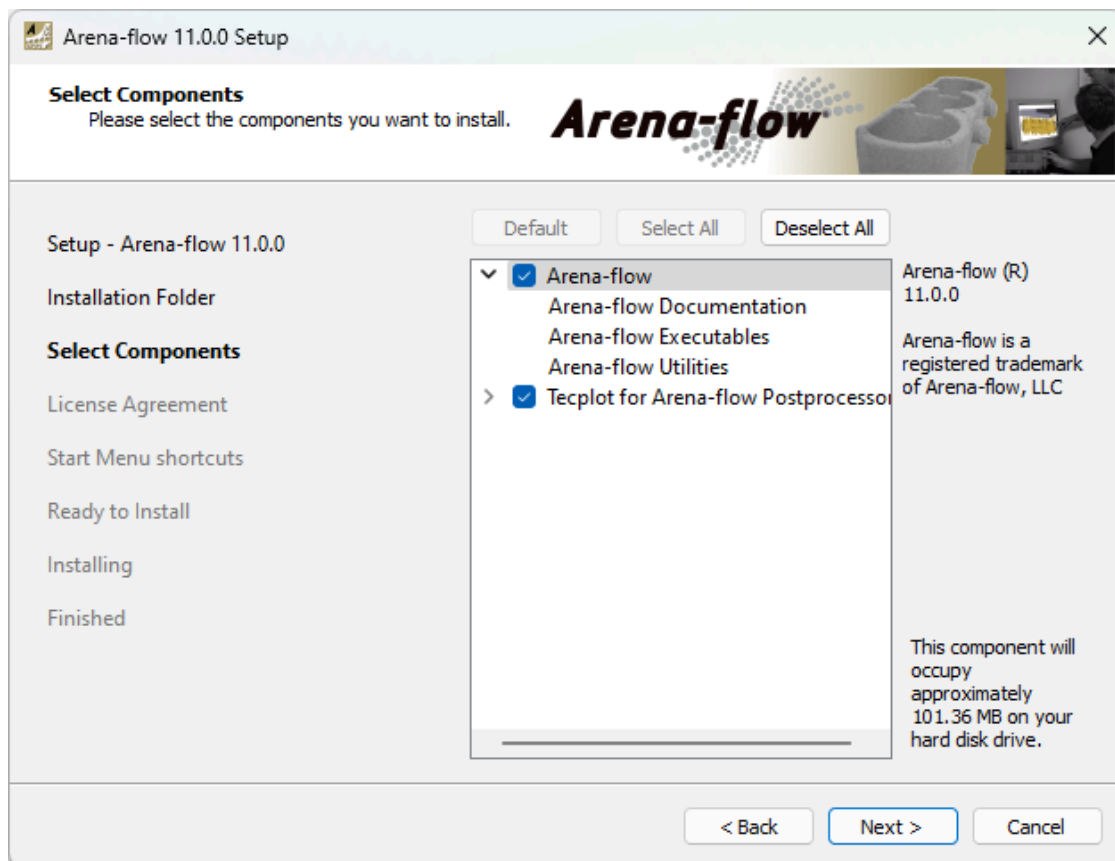 Arena-flow 11.0.0 Setup
Select Components
Please select the components you want to install.
Arena-flow
Setup - Arena-flow 11.0.0
Installation Folder
Select Components
License Agreement
Start Menu shortcuts
Ready to Install
Installing
Finished
Default
Select All
Deselect All
Arena-flow
Arena-flow Documentation
Arena-flow Executables
Arena-flow Utilities
Tecplot for Arena-flow Postprocessor
Arena-flow (R)
11.0.0
Arena-flow is a
registered trademark
of Arena-flow, LLC
This component will
occupy
approximately
101.36 MB on your
hard disk drive.
< Back
Next >
Cancel